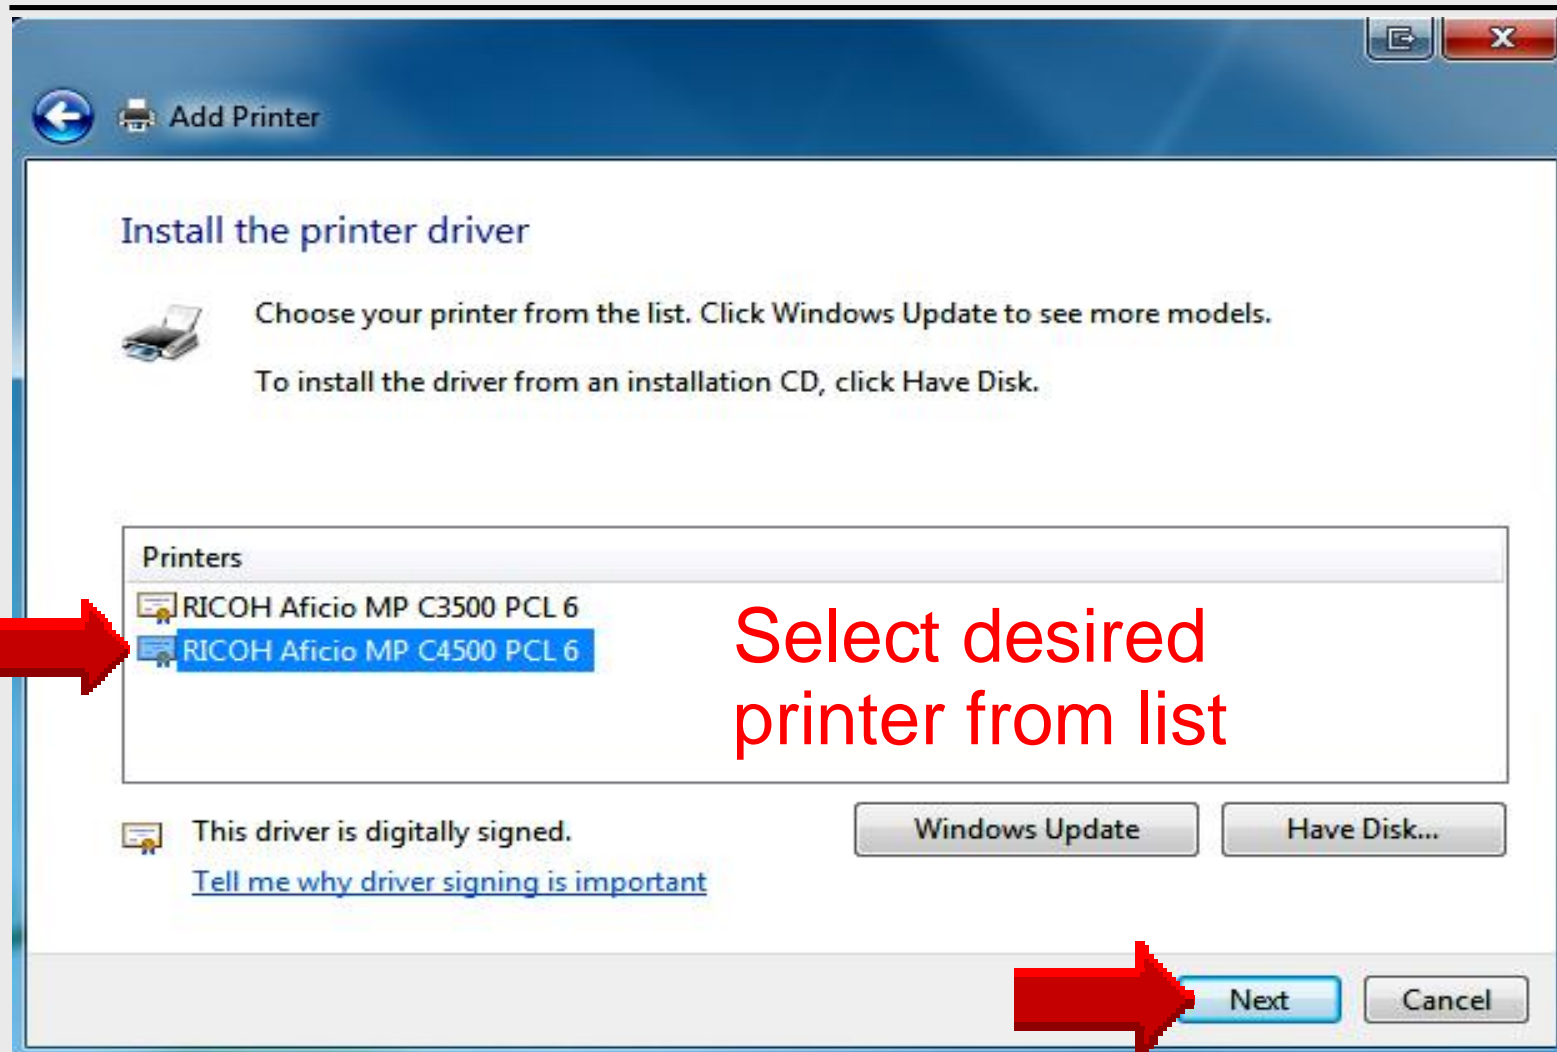 Add Printer
Install the printer driver
Choose your printer from the list. Click Windows Update to see more models.
To install the driver from an installation CD, click Have Disk.
Printers
RICOH Aficio MP C3500 PCL 6
RICOH Aficio MP C4500 PCL 6
Select desired
printer from list
This driver is digitally signed.
Windows Update
Have Disk...
Tell me why driver signing is important
Next
Cancel